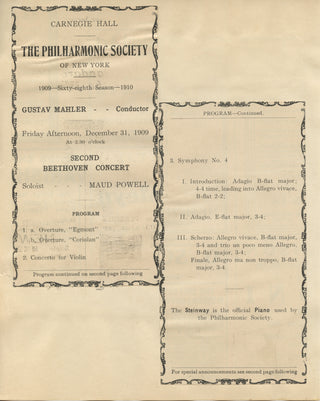 CARNEGIE HALL
THE PHILHARMONIC SOCIETY
OF NEW YORK
1909—Sixty-eighth Season—1910
GUSTAV MAHLER - - Conductor
Friday Afternoon, December 31, 1909
At 2:30 o'clock
SECOND
BEETHOVEN CONCERT
Soloist - MAUD POWELL
PROGRAM
1. a. Overture, "Egmont"
b. Overture, "Coriolan"
2. Concerto for Violin
Program continued on second page following
PROGRAM—Continued.
3. Symphony No. 4
I. Introduction: Adagio B-flat major,
4-4 time, leading into Allegro vivace,
B-flat 2-2;
II. Adagio, E-flat major, 3-4;
III. Scherzo: Allegro vivace, B-flat major,
3-4 and trio un poco meno Allegro,
B-flat major, 3-4;
Finale, Allegro ma non troppo, B-flat
major, 3-4.
The Steinway is the official Piano used by
the Philharmonic Society.
For special announcements see second page following